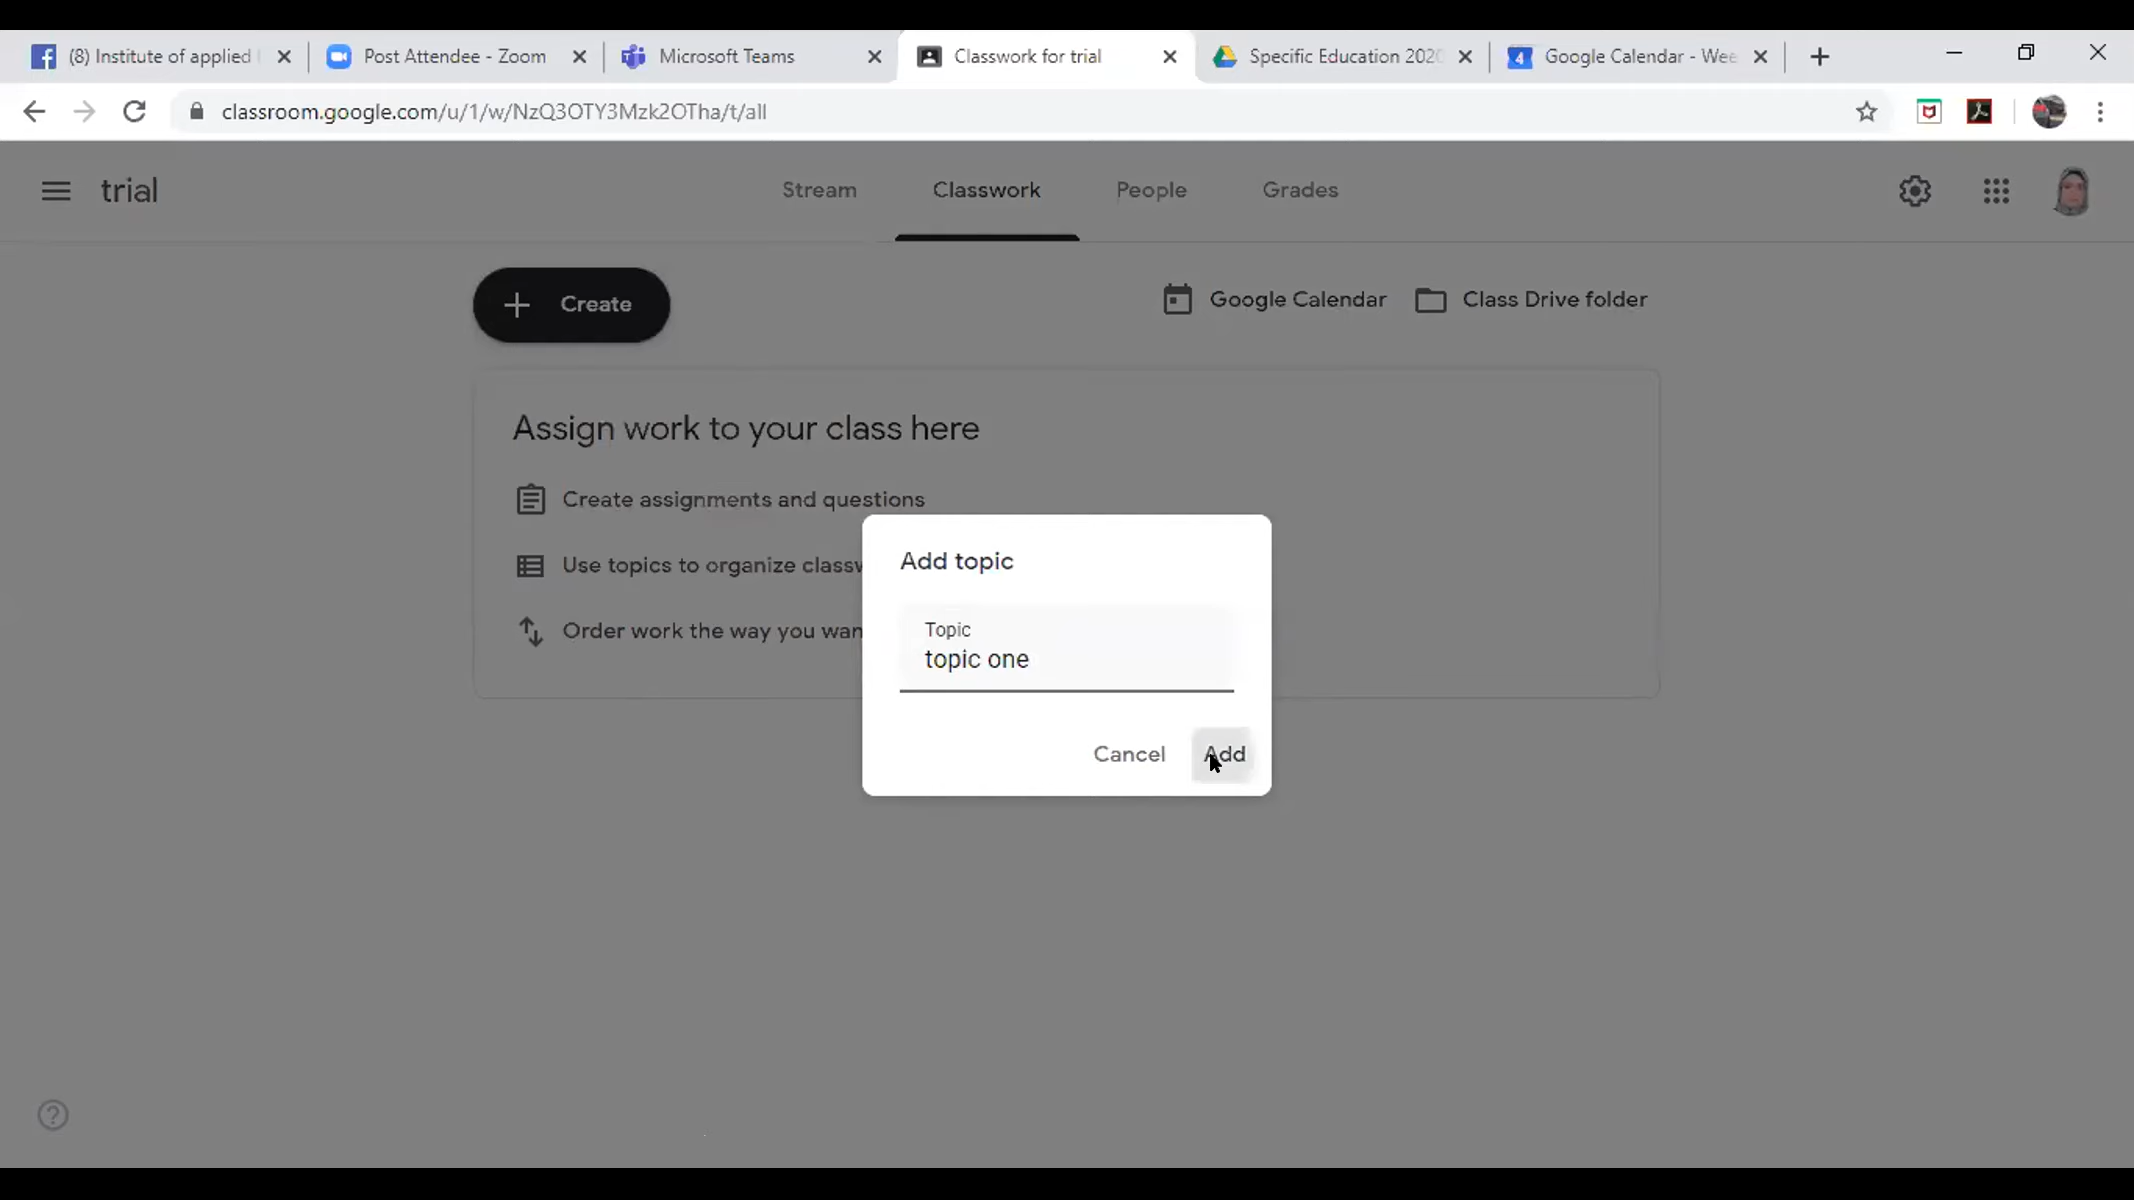 (8) Institute of applied
Post Attendee - Zoom
Microsoft Teams
Classwork for trial
Specific Education 2020
Google Calendar - Wee
classroom.google.com/u/1/w/NzQ3OTY3Mzk2OTha/t/all
trial
Stream
Classwork
People
Grades
Create
Google Calendar
Class Drive folder
Assign work to your class here
Create assignments and questions
Use topics to organize classw
Order work the way you wan
Add topic
Topic
topic one
Cancel
Add